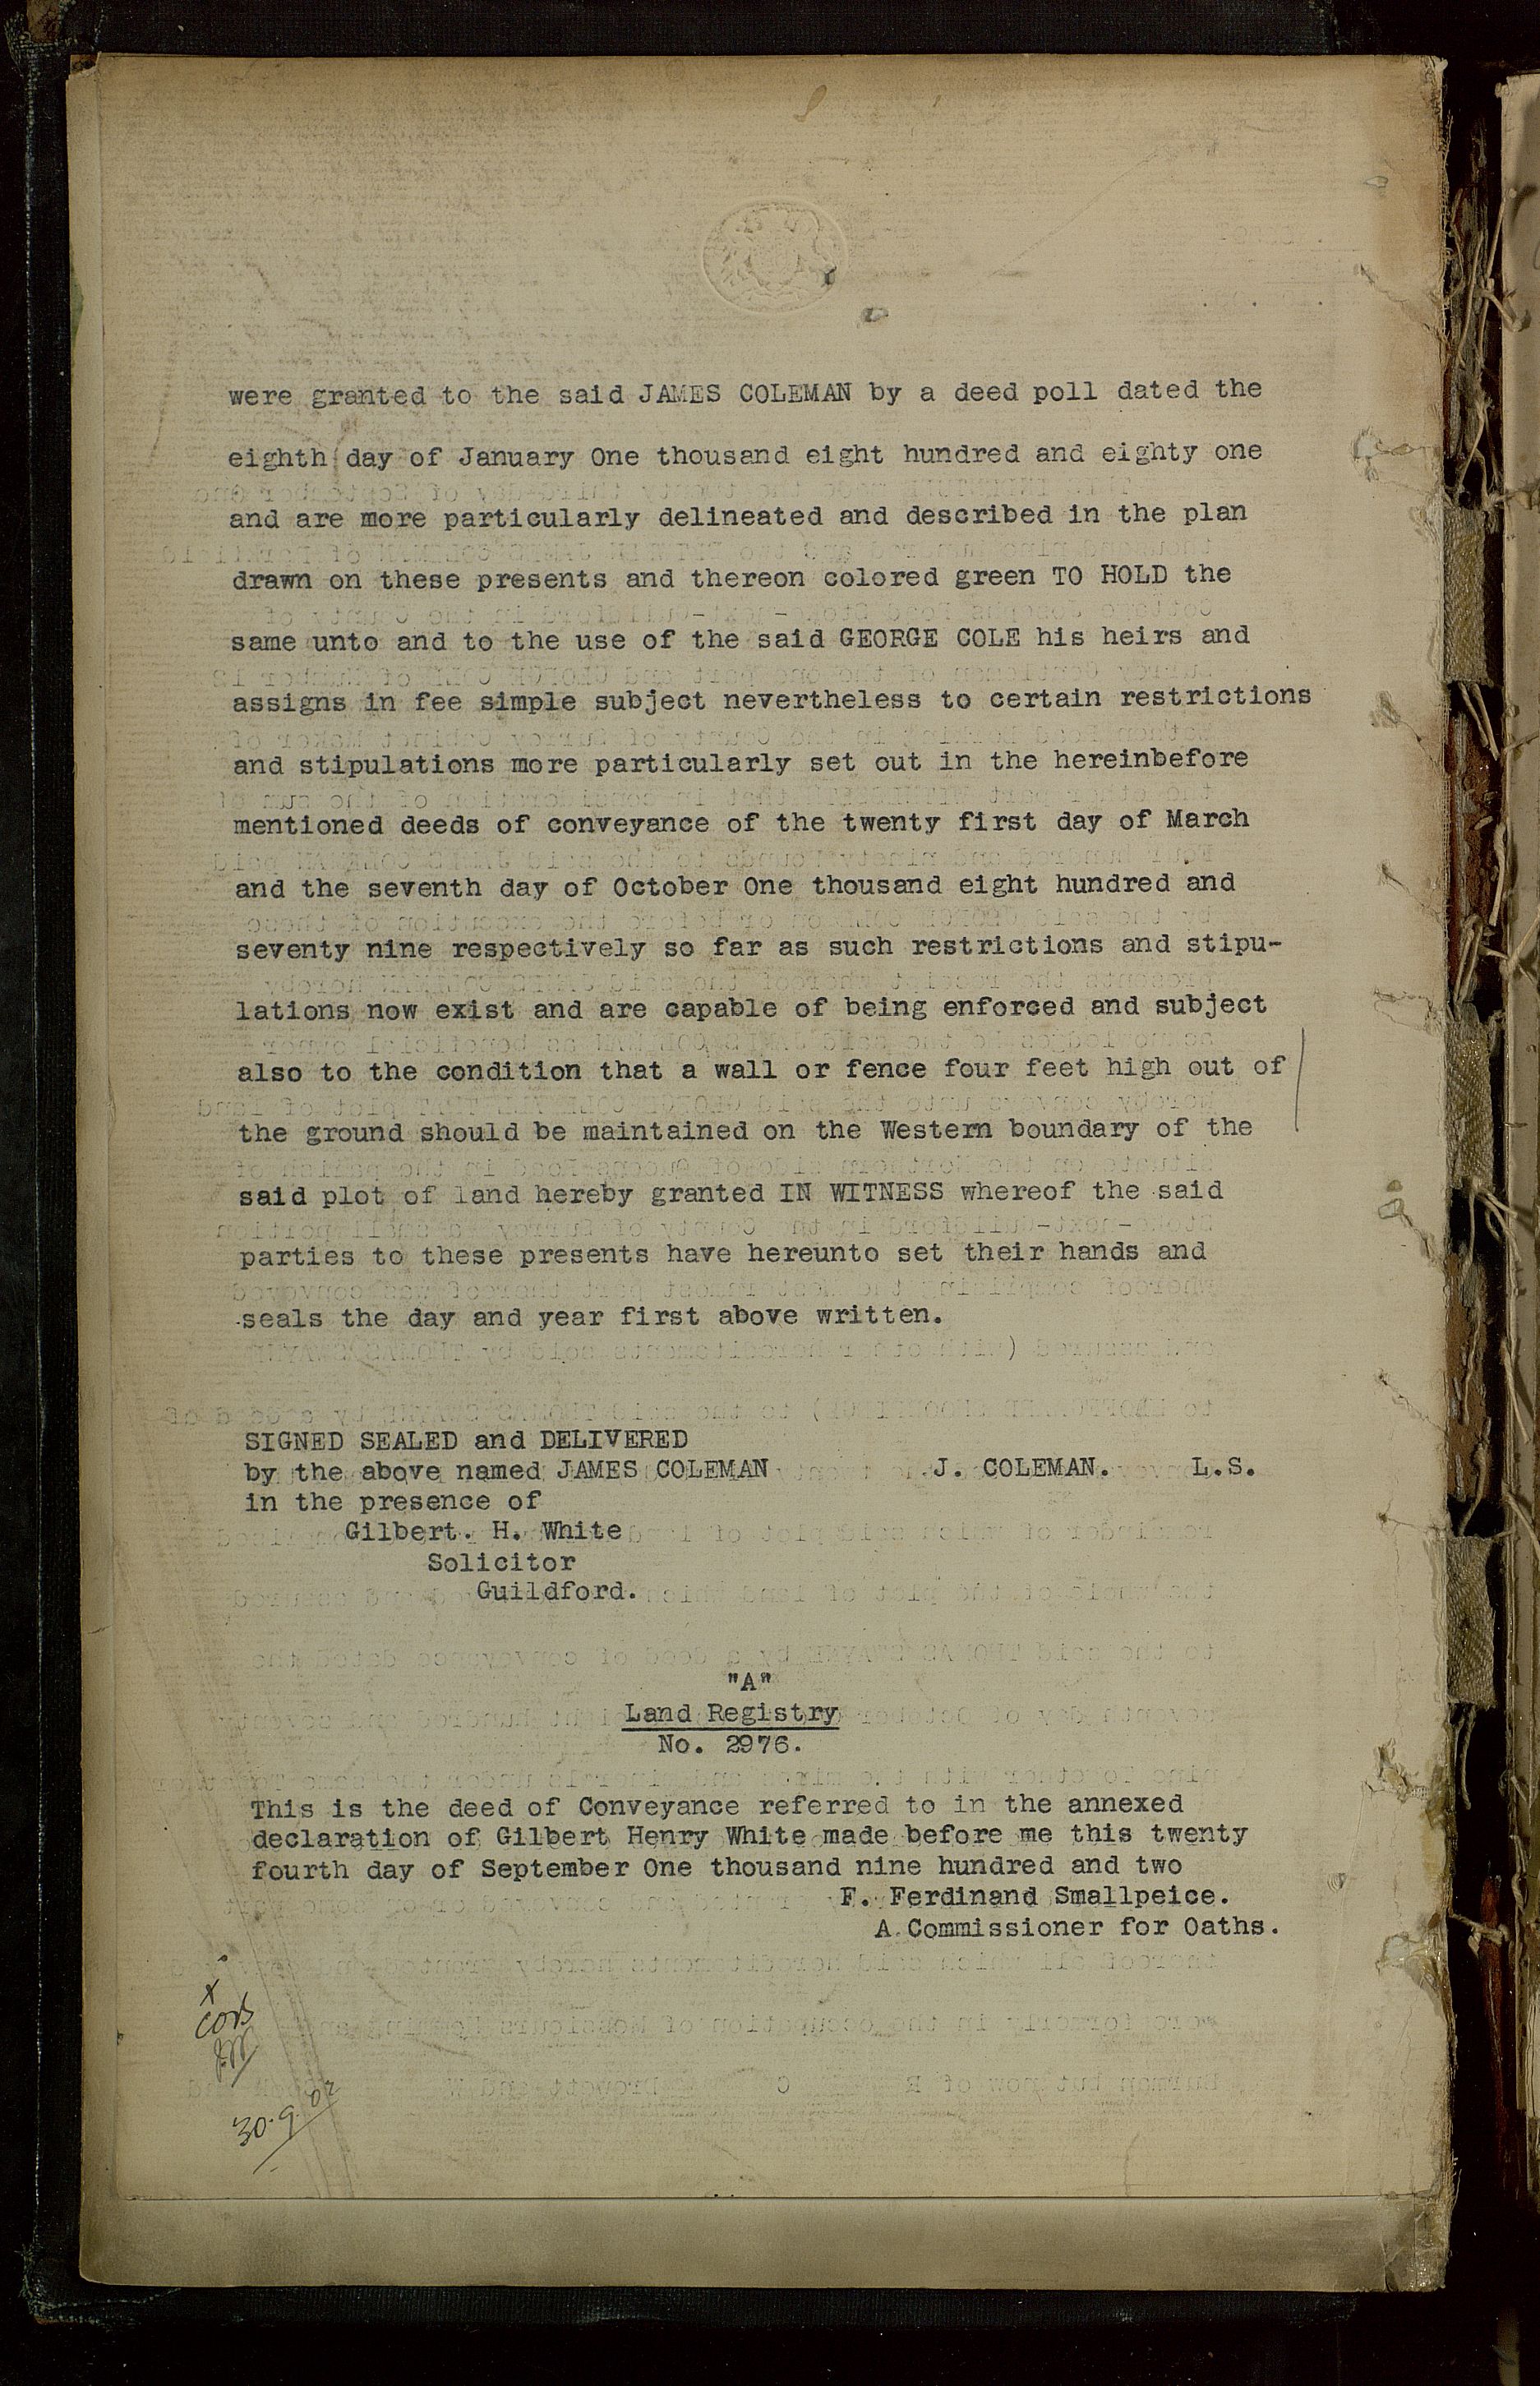 were granted to the said JAMES COLEMAN by a deed poll dated the
eighth day of January One thousand eight hundred and eighty one
and are more particularly delineated and described in the plan
drawn on these presents and thereon colored green TO HOLD the
same unto and to the use of the said GEORGE COLE his heirs and
assigns in fee simple subject nevertheless to certain restrictions
and stipulations more particularly set out in the hereinbefore
mentioned deeds of conveyance of the twenty first day of March
and the seventh day of October One thousand eight hundred and
seventy nine respectively so far as such restrictions and stipu-
lations now exist and are capable of being enforced and subject
also to the condition that a wall or fence four feet high out of
the ground should be maintained on the Western boundary of the
said plot of land hereby granted IN WITNESS whereof the said
parties to these presents have hereunto set their hands and
seals the day and year first above written.
SIGNED SEALED and DELIVERED
by the above named JAMES COLEMAN J. COLEMAN. L.S.
in the presence of
Gilbert. H. White
Solicitor
Guildford.
"A"
Land Registry
No. 2976.
This is the deed of Conveyance referred to in the annexed
declaration of Gilbert Henry White made before me this twenty
fourth day of September One thousand nine hundred and two
F. Ferdinand Smallpeice.
A Commissioner for Oaths.
x
30.9.02